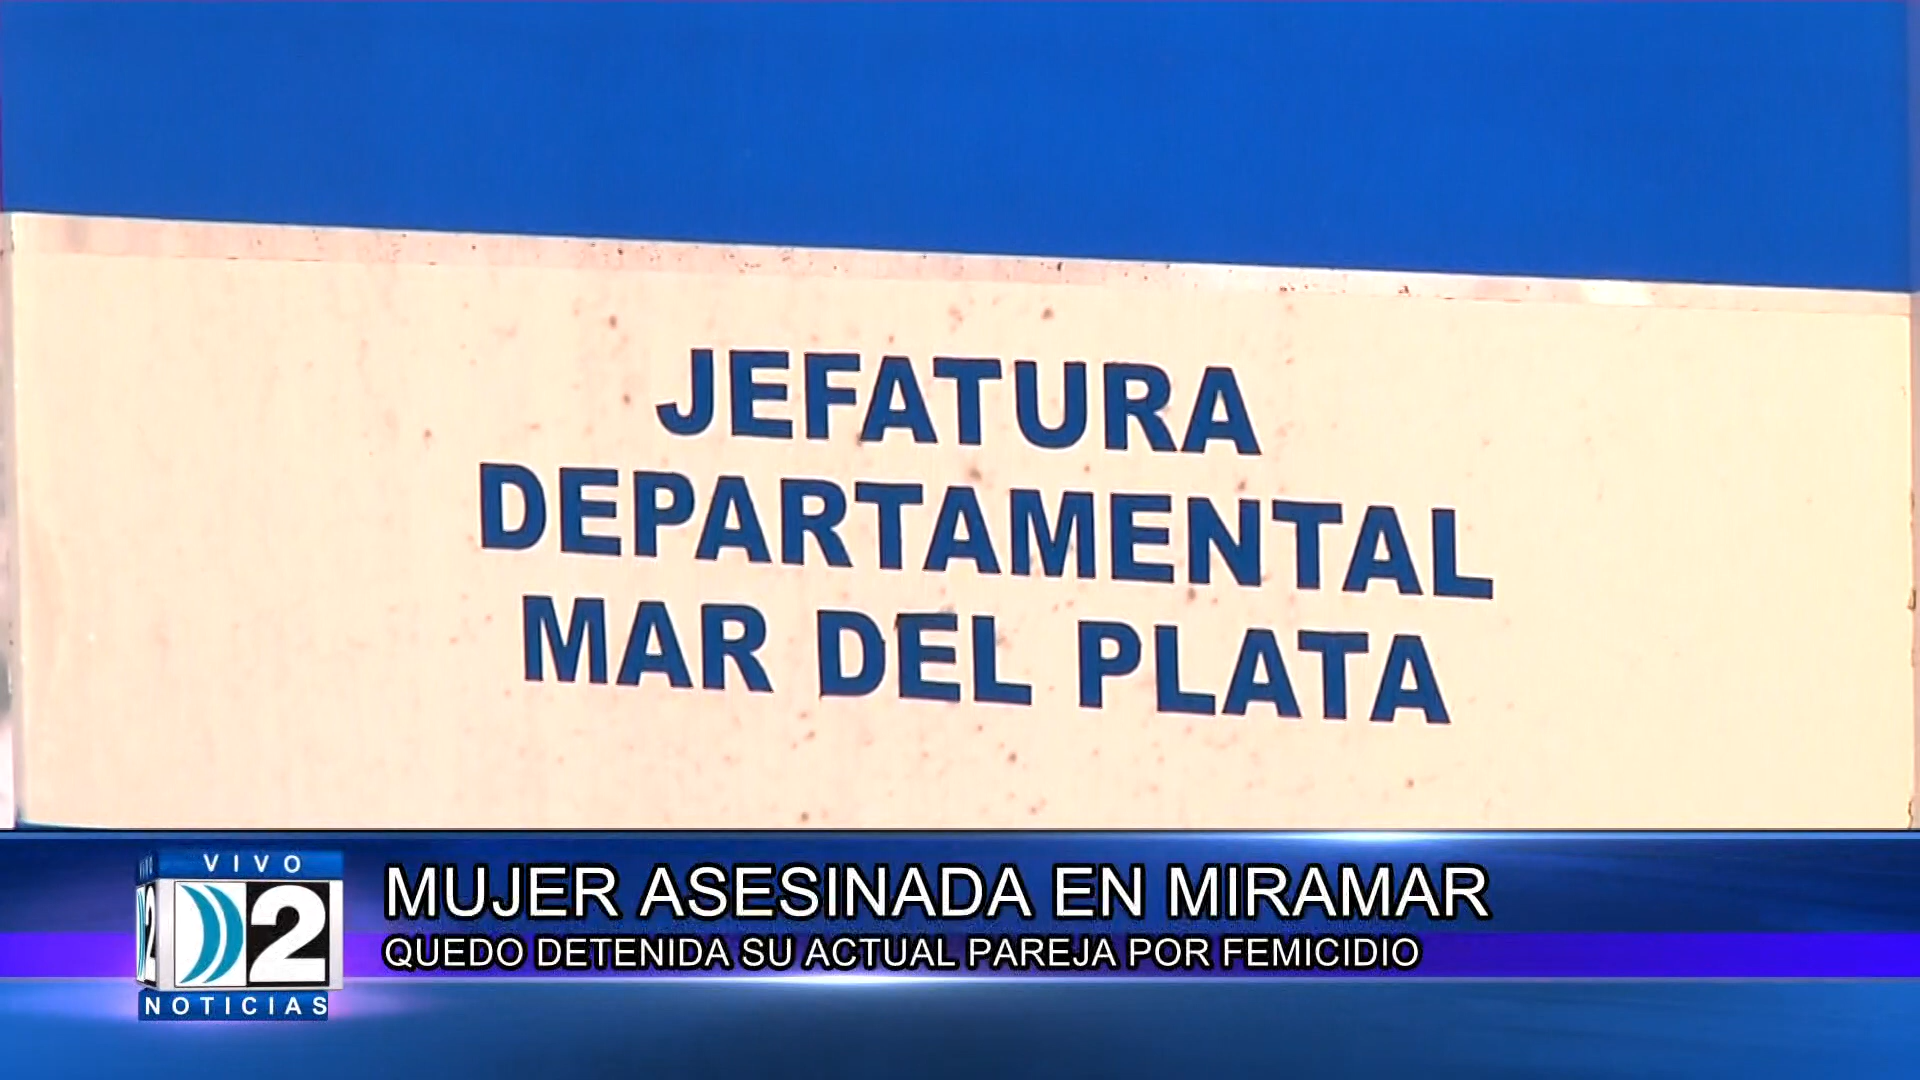 JEFATURA
DEPARTAMENTAL
MAR DEL PLATA
VIVO
2
NOTICIAS
MUJER ASESINADA EN MIRAMAR
QUEDO DETENIDA SU ACTUAL PAREJA POR FEMICIDIO